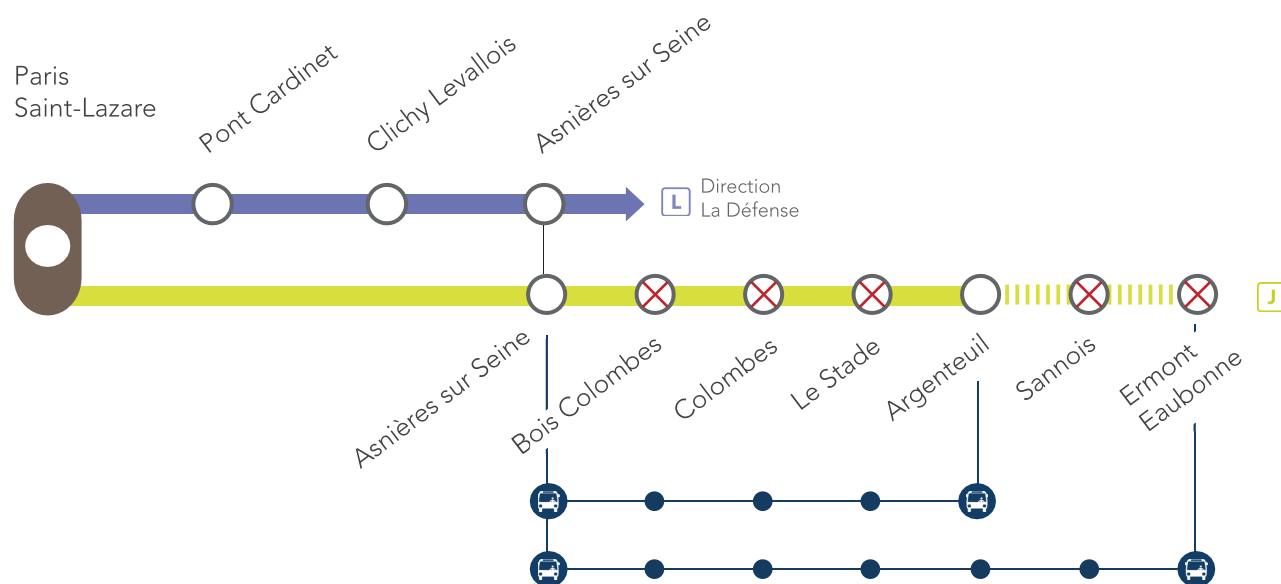 Paris
Saint-Lazare
Pont Cardinet
Clichy Levallois
Asnières sur Seine
L
Direction
La Défense
J
Asnières sur Seine
Bois Colombes
Colombes
Le Stade
Argenteuil
Sannois
Ermont
Eaubonne